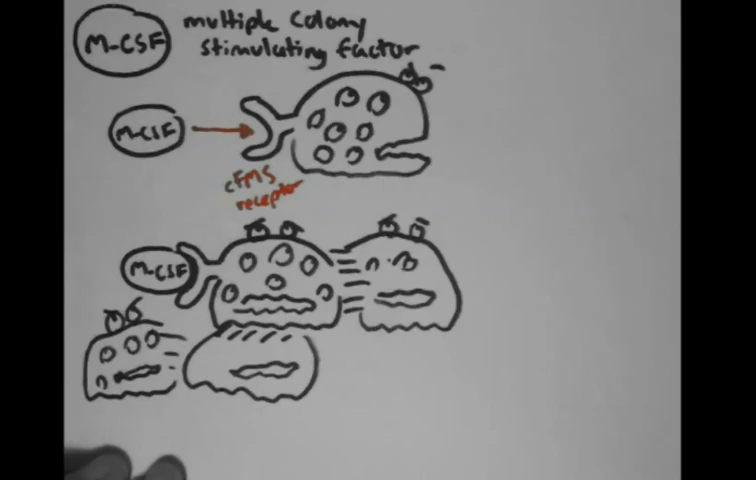 M-CSF
multiple Colony
stimulating factor
M-CSF
cFMS
receptor
M-CSF